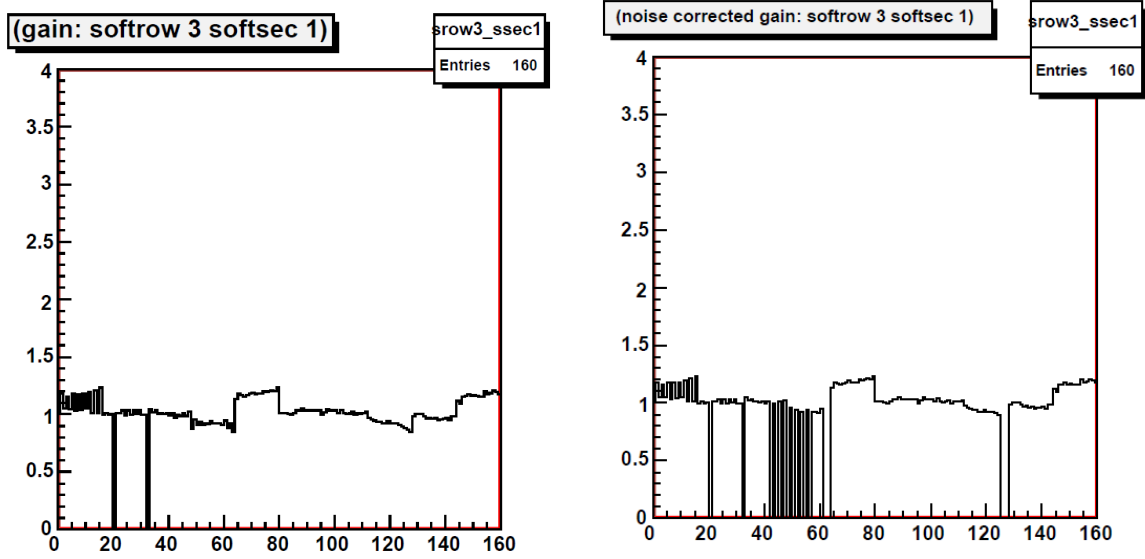 (gain: softrow 3 softsec 1)
srow3_ssec1
Entries 160
4
3.5
3
2.5
2
1.5
1
0.5
0
0 20 40 60 80 100 120 140 160
(noise corrected gain: softrow 3 softsec 1)
srow3_ssec1
Entries 160
4
3.5
3
2.5
2
1.5
1
0.5
0
0 20 40 60 80 100 120 140 160